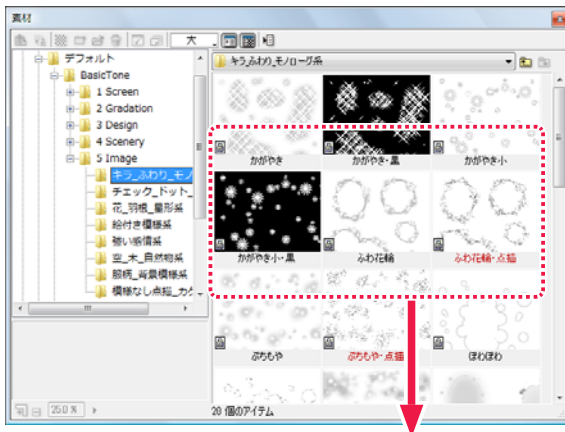 素材
大
デフォルト
BasicTone
1 Screen
2 Gradation
3 Design
4 Scenery
5 Image
キラ_ふわり_モノ
チェック_ドット_
花_羽根_星形系
絵付き模様系
強い感情系
空_木_自然物系
服柄_背景模様系
模様なし点描_カケ
キラ_ふわり_モノローグ系
かがやき
かがやき・黒
かがやき小
かがやき小・黒
ふわ花輪
ふわ花輪・点描
ぷちもや
ぷちもや・点描
ほわほわ
25.0 %
20 個のアイテム